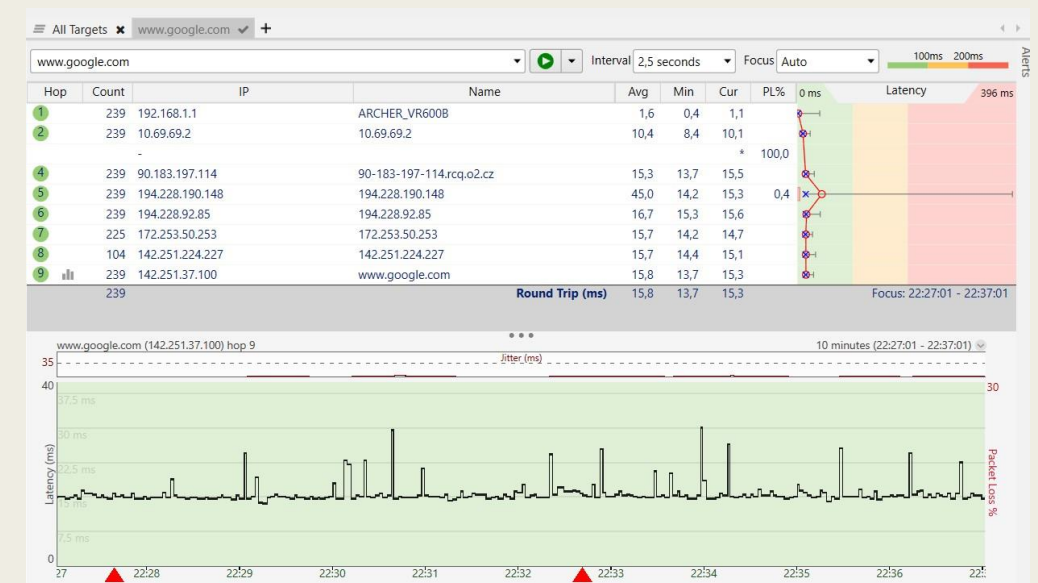 All Targets ✖ www.google.com ✔ +
www.google.com Interval 2,5 seconds Focus Auto 100ms 200ms
Alerts
Hop Count IP Name Avg Min Cur PL% 0 ms Latency 396 ms
1 239 192.168.1.1 ARCHER_VR600B 1,6 0,4 1,1
2 239 10.69.69.2 10.69.69.2 10,4 8,4 10,1
- * 100,0
4 239 90.183.197.114 90-183-197-114.rcq.o2.cz 15,3 13,7 15,5
5 239 194.228.190.148 194.228.190.148 45,0 14,2 15,3 0,4
6 239 194.228.92.85 194.228.92.85 16,7 15,3 15,6
7 225 172.253.50.253 172.253.50.253 15,7 14,2 14,7
8 104 142.251.224.227 142.251.224.227 15,7 14,4 15,1
9 239 142.251.37.100 www.google.com 15,8 13,7 15,3
239 Round Trip (ms) 15,8 13,7 15,3 Focus: 22:27:01 - 22:37:01
www.google.com (142.251.37.100) hop 9 10 minutes (22:27:01 - 22:37:01)
35 Jitter (ms)
40 30
37.5 ms
30 ms
22.5 ms
15 ms
7.5 ms
0
Latency (ms)
Packet Loss %
27 22:28 22:29 22:30 22:31 22:32 22:33 22:34 22:35 22:36 22: